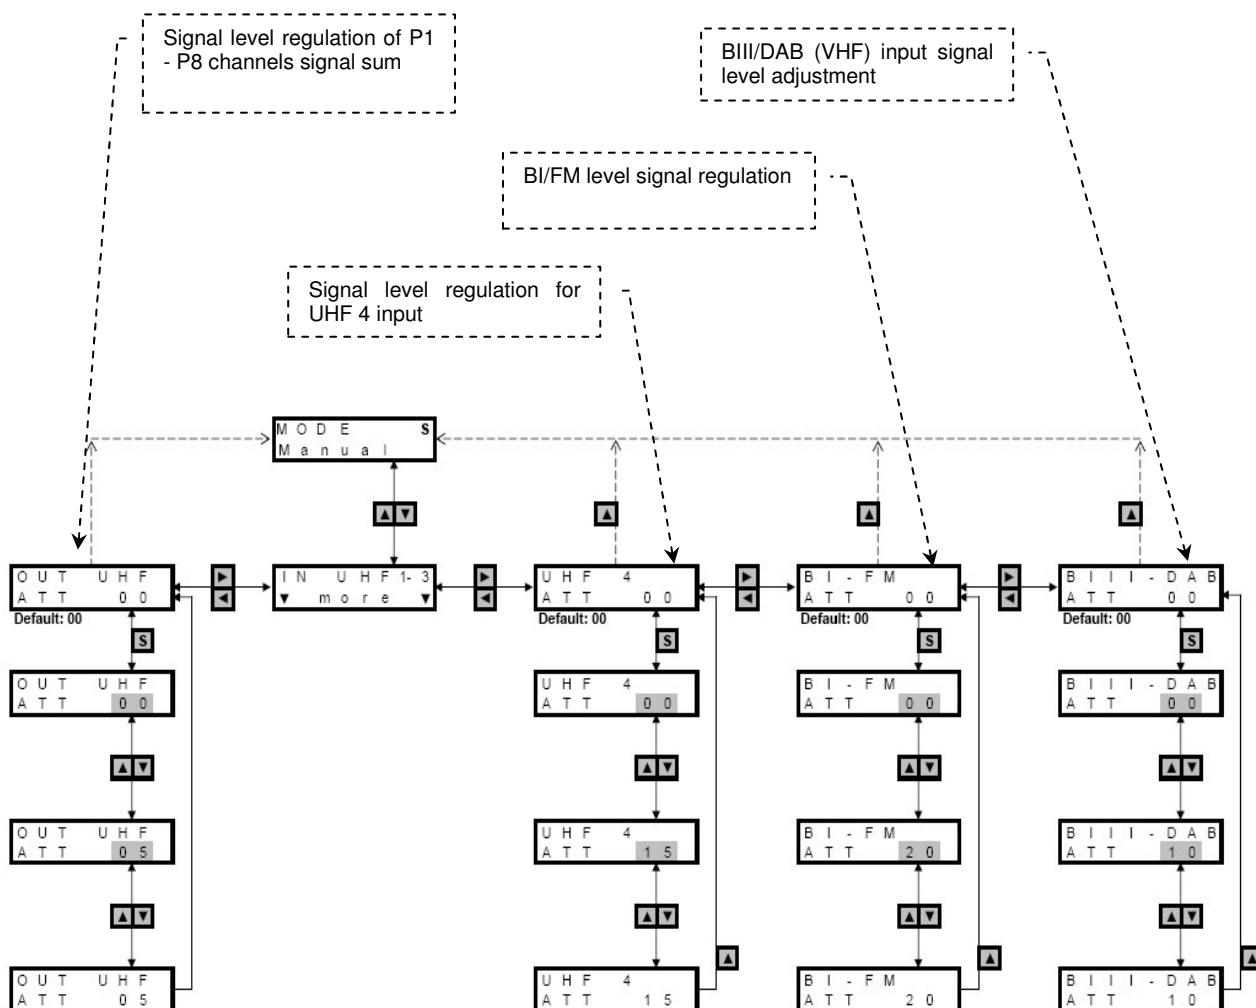 Signal level regulation of P1
- P8 channels signal sum
BIII/DAB (VHF) input signal
level adjustment
BI/FM level signal regulation
Signal level regulation for
UHF 4 input
MODE S
Manual
▲ ▼
▲
▲
▲
OUT UHF
ATT 00
Default: 00
► ◄
IN UHF1-3
▼ more ▼
► ◄
UHF 4
ATT 00
Default: 00
► ◄
BI-FM
ATT 00
Default: 00
► ◄
BIII-DAB
ATT 00
Default: 00
S
S
S
S
OUT UHF
ATT 00
UHF 4
ATT 00
BI-FM
ATT 00
BIII-DAB
ATT 00
▲ ▼
▲ ▼
▲ ▼
▲ ▼
OUT UHF
ATT 05
UHF 4
ATT 15
BI-FM
ATT 20
BIII-DAB
ATT 10
▲ ▼
▲ ▼
▲ ▼
▲ ▼
▲
▲
▲
OUT UHF
ATT 05
UHF 4
ATT 15
BI-FM
ATT 20
BIII-DAB
ATT 10